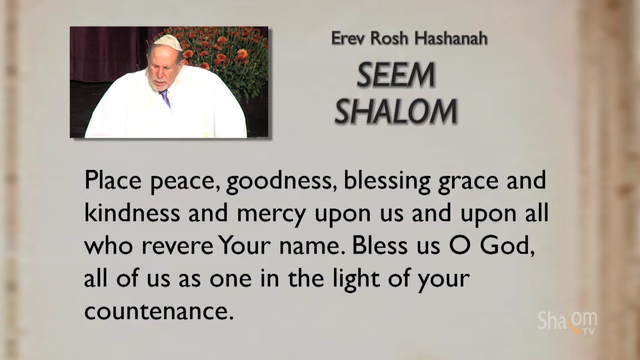 Erev Rosh Hashanah
SEEM
SHALOM
Place peace, goodness, blessing grace and
kindness and mercy upon us and upon all
who revere Your name. Bless us O God,
all of us as one in the light of your
countenance.
Shalom
TV